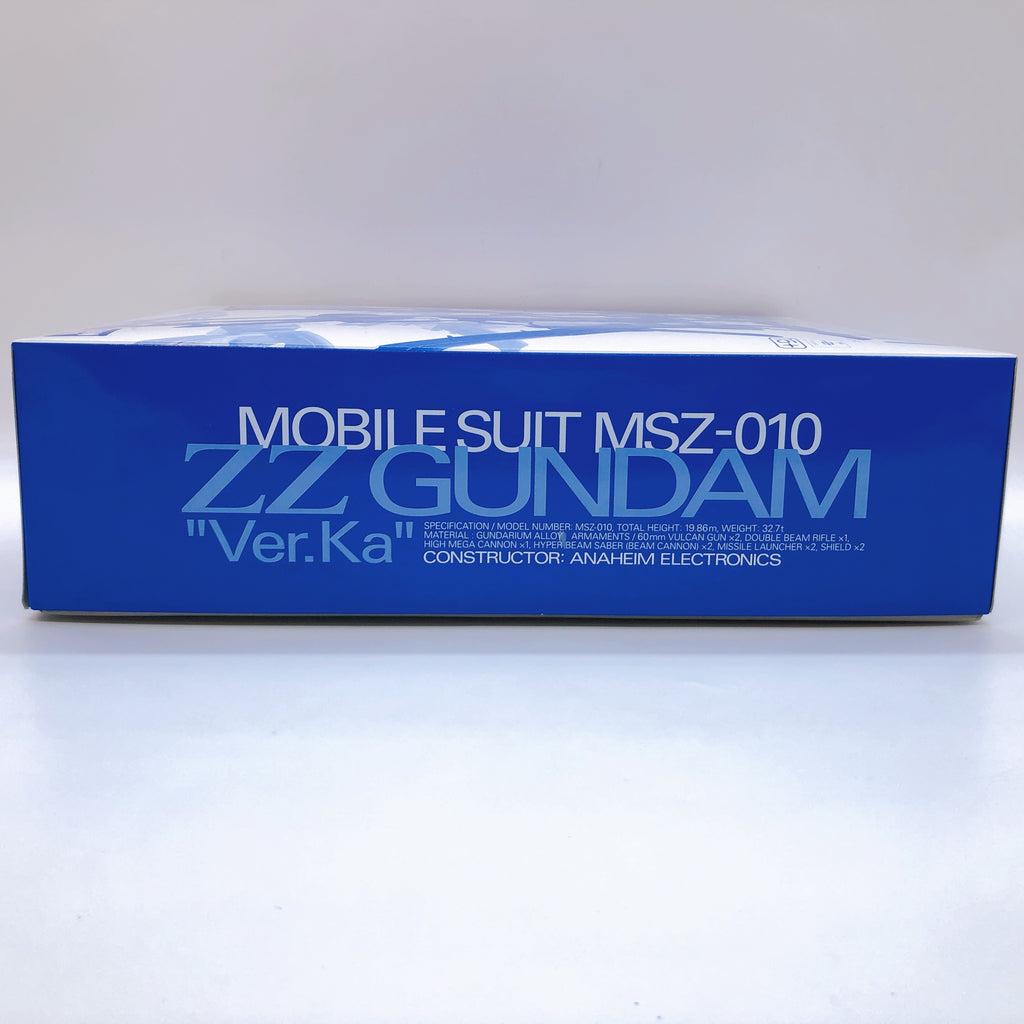 MOBILE SUIT MSZ-010
ZZ GUNDAM
"Ver.Ka"
SPECIFICATION / MODEL NUMBER: MSZ-010, TOTAL HEIGHT: 19.86m, WEIGHT: 32.7t
MATERIAL : GUNDARIUM ALLOY, ARMAMENTS / 60mm VULCAN GUN ×2, DOUBLE BEAM RIFLE ×1,
HIGH MEGA CANNON ×1, HYPER BEAM SABER (BEAM CANNON) ×2, MISSILE LAUNCHER ×2, SHIELD ×2
CONSTRUCTOR: ANAHEIM ELECTRONICS